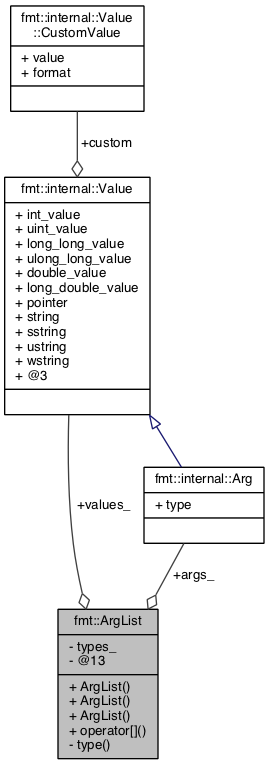 fmt::internal::Value
::CustomValue
+ value
+ format
+custom
fmt::internal::Value
+ int_value
+ uint_value
+ long_long_value
+ ulong_long_value
+ double_value
+ long_double_value
+ pointer
+ string
+ sstring
+ ustring
+ wstring
+ @3
fmt::internal::Arg
+ type
+values_
+args_
fmt::ArgList
- types_
- @13
+ ArgList()
+ ArgList()
+ ArgList()
+ operator[]()
- type()